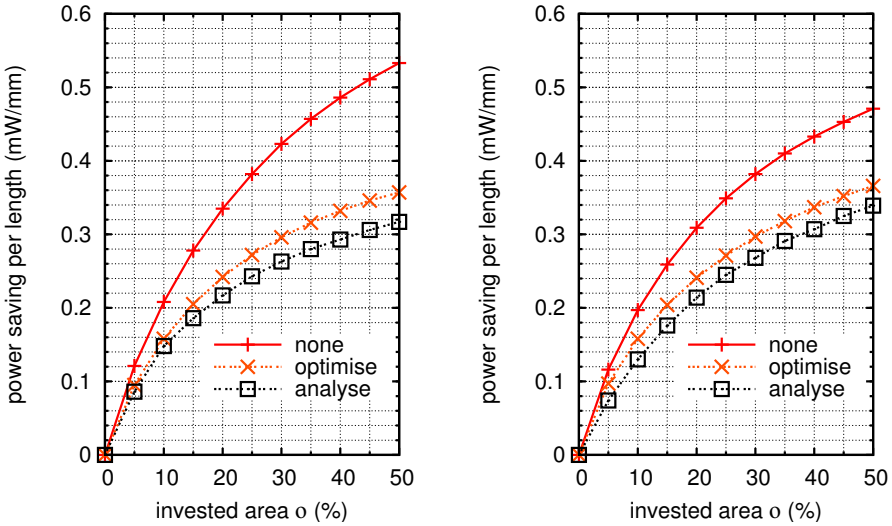 power saving per length (mW/mm)
0.6
0.5
0.4
0.3
0.2
0.1
0
none
optimise
analyse
0 10 20 30 40 50
invested area ο (%)
power saving per length (mW/mm)
0.6
0.5
0.4
0.3
0.2
0.1
0
none
optimise
analyse
0 10 20 30 40 50
invested area ο (%)